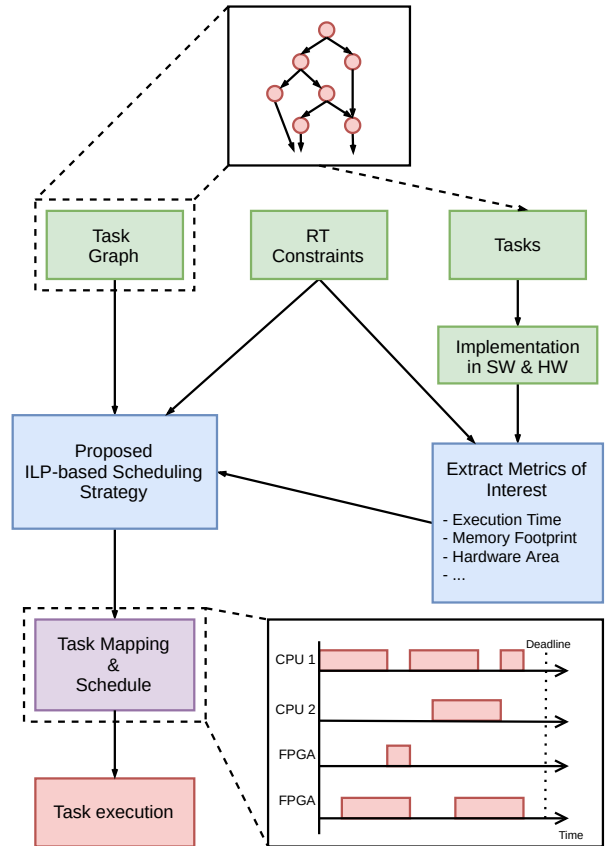 Task
Graph
RT
Constraints
Tasks
Implementation
in SW & HW
Proposed
ILP-based Scheduling
Strategy
Extract Metrics of
Interest
- Execution Time
- Memory Footprint
- Hardware Area
- ...
Task Mapping
&
Schedule
Deadline
CPU 1
CPU 2
FPGA
FPGA
Time
Task execution